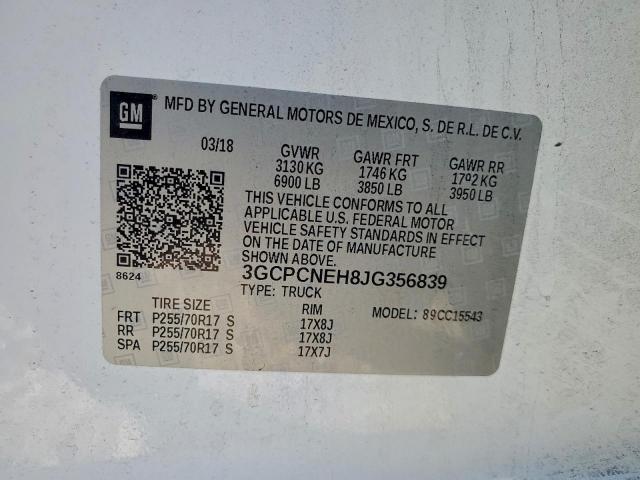 GM ® MFD BY GENERAL MOTORS DE MEXICO, S. DE R.L. DE C.V.
03/18 GVWR GAWR FRT GAWR RR
3130 KG 1746 KG 1792 KG
6900 LB 3850 LB 3950 LB
THIS VEHICLE CONFORMS TO ALL
APPLICABLE U.S. FEDERAL MOTOR
VEHICLE SAFETY STANDARDS IN EFFECT
ON THE DATE OF MANUFACTURE
SHOWN ABOVE.
8624
3GCPCNEH8JG356839
TYPE: TRUCK
TIRE SIZE RIM MODEL: 89CC15543
FRT P255/70R17 S 17X8J
RR P255/70R17 S 17X8J
SPA P255/70R17 S 17X7J